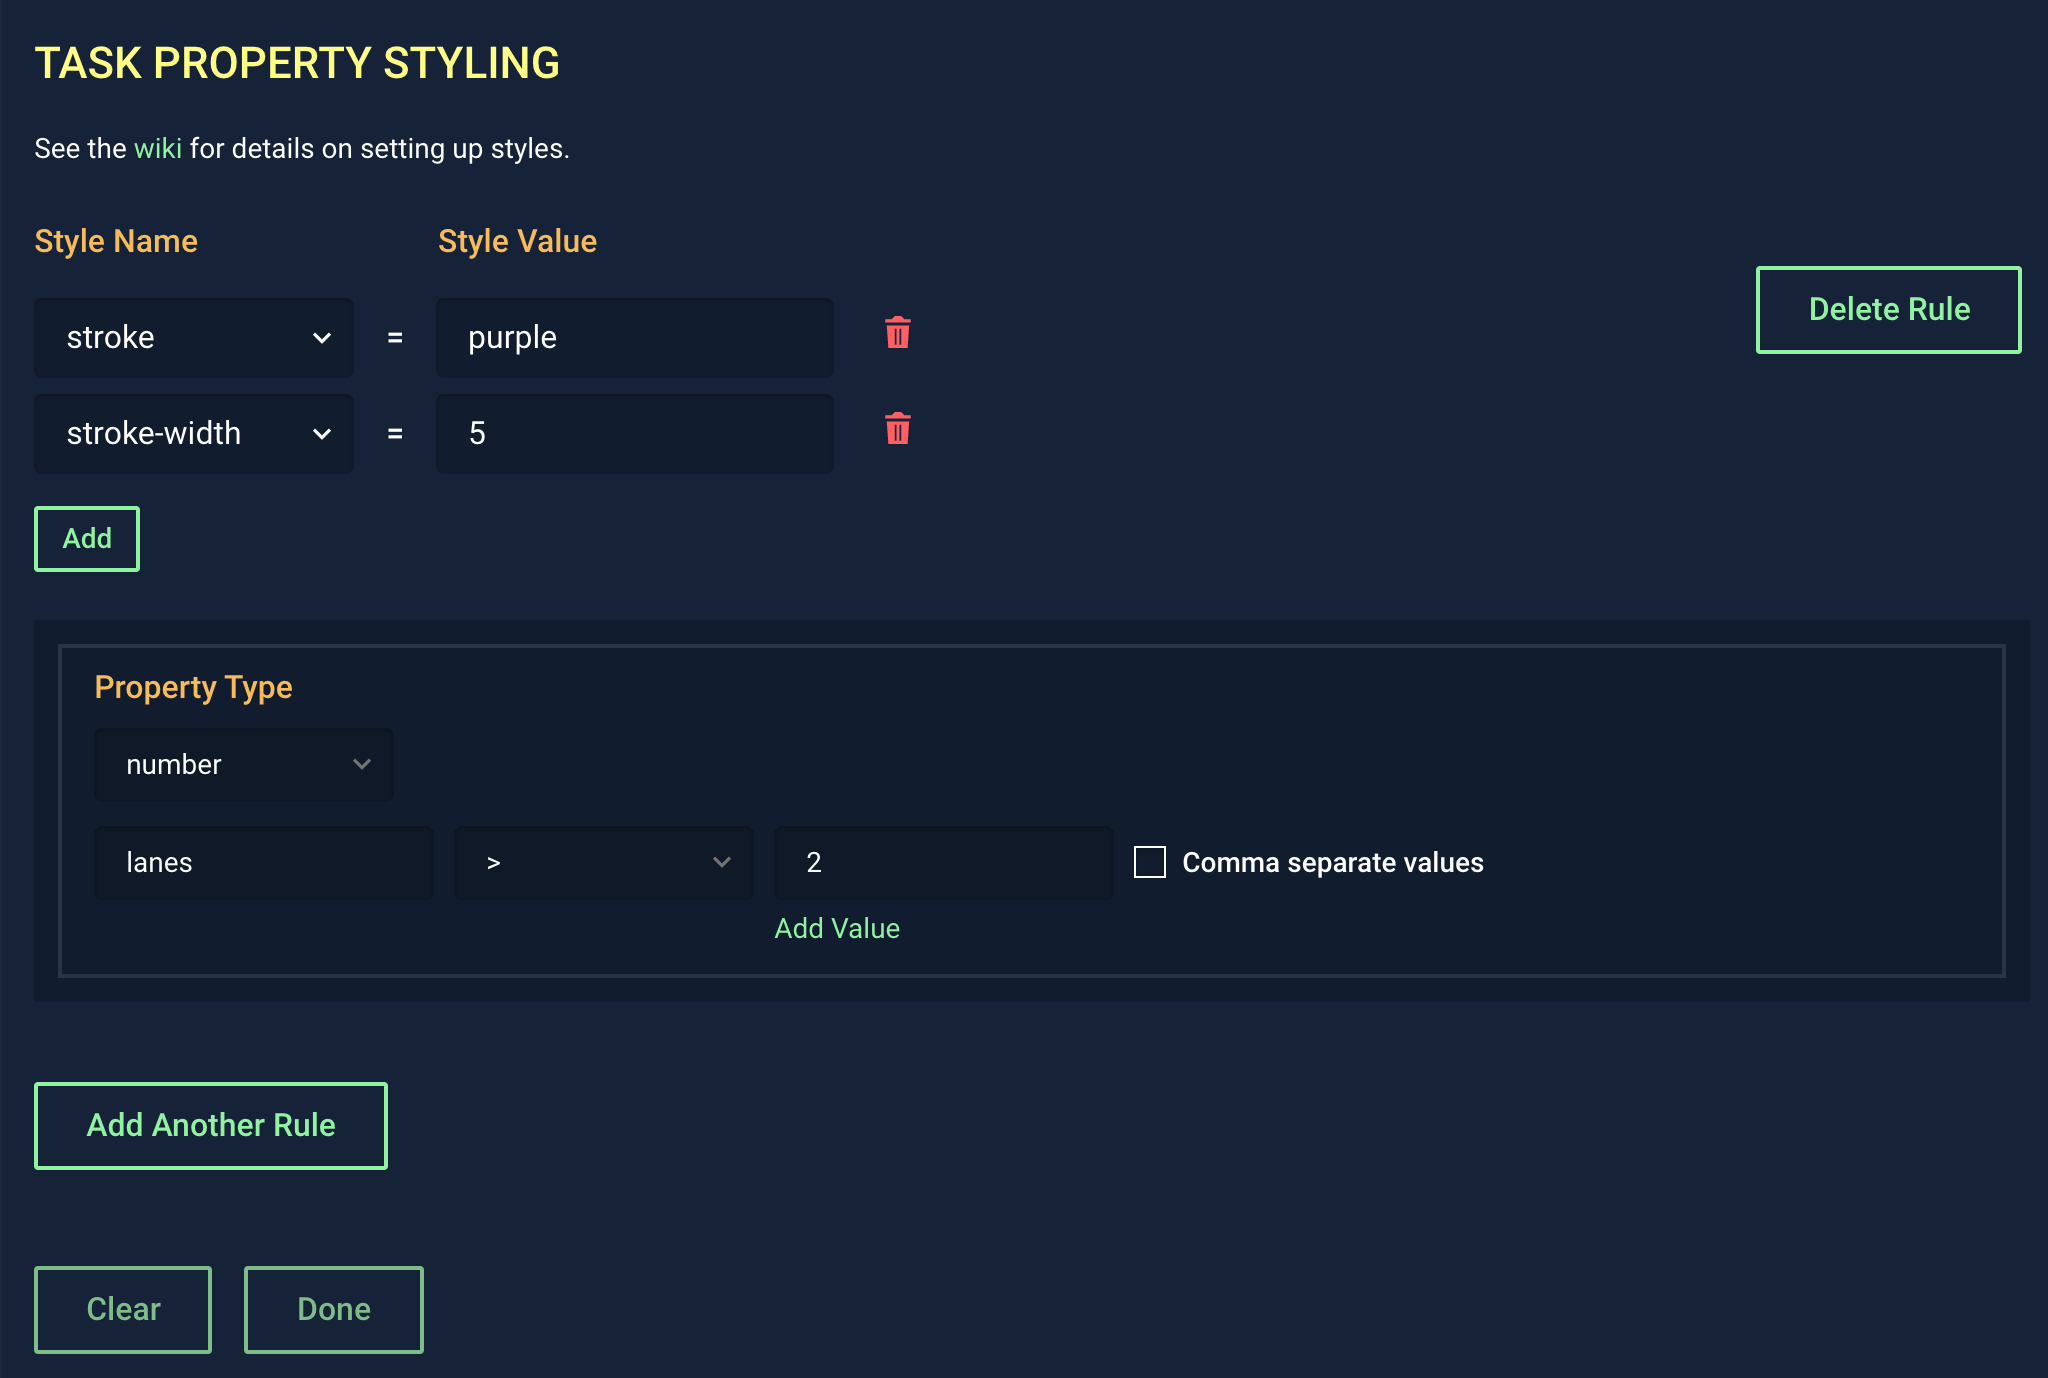 TASK PROPERTY STYLING
See the wiki for details on setting up styles.
Style Name Style Value
stroke = purple
Delete Rule
stroke-width = 5
Add
Property Type
number
lanes > 2 Comma separate values
Add Value
Add Another Rule
Clear Done